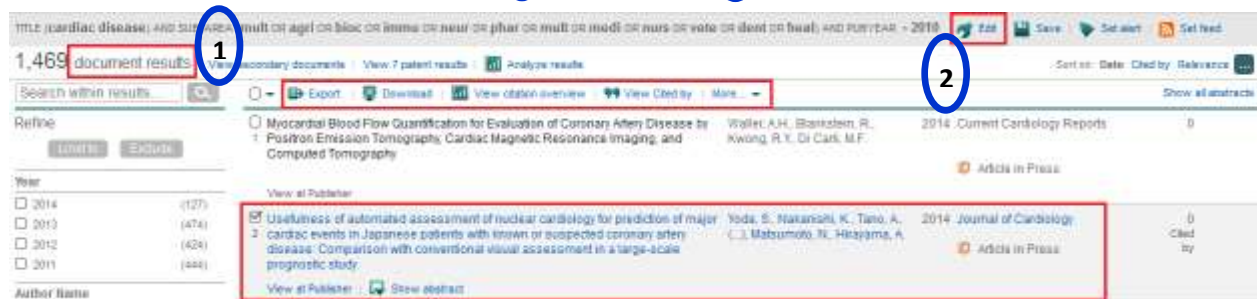 TITLE (cardiac disease) AND SUBJAREA( mult OR agri OR bioc OR immu OR neur OR phar OR mult OR medi OR nurs OR vete OR dent OR heal) AND PUBYEAR > 2010 Edit Save Set alert Set feed
1
2
1,469 document results View secondary documents View 7 patent results Analyze results Sort on: Date Cited by Relevance ...
Search within results... Export Download View citation overview View Cited by More... Show all abstracts
Refine
Limit to Exclude
Year
2014 (127)
2013 (474)
2012 (424)
2011 (444)
Author Name
1 Myocardial Blood Flow Quantification for Evaluation of Coronary Artery Disease by Waller, A.H., Blankstein, R., 2014 Current Cardiology Reports 0
Positron Emission Tomography, Cardiac Magnetic Resonance Imaging, and Kwong, R.Y., Di Carli, M.F.
Computed Tomography Article in Press
View at Publisher
2 Usefulness of automated assessment of nuclear cardiology for prediction of major Yoda, S., Nakanishi, K., Tano, A., 2014 Journal of Cardiology 0
cardiac events in Japanese patients with known or suspected coronary artery (...), Matsumoto, N., Hirayama, A. Cited
disease: Comparison with conventional visual assessment in a large-scale Article in Press by
prognostic study
View at Publisher Show abstract